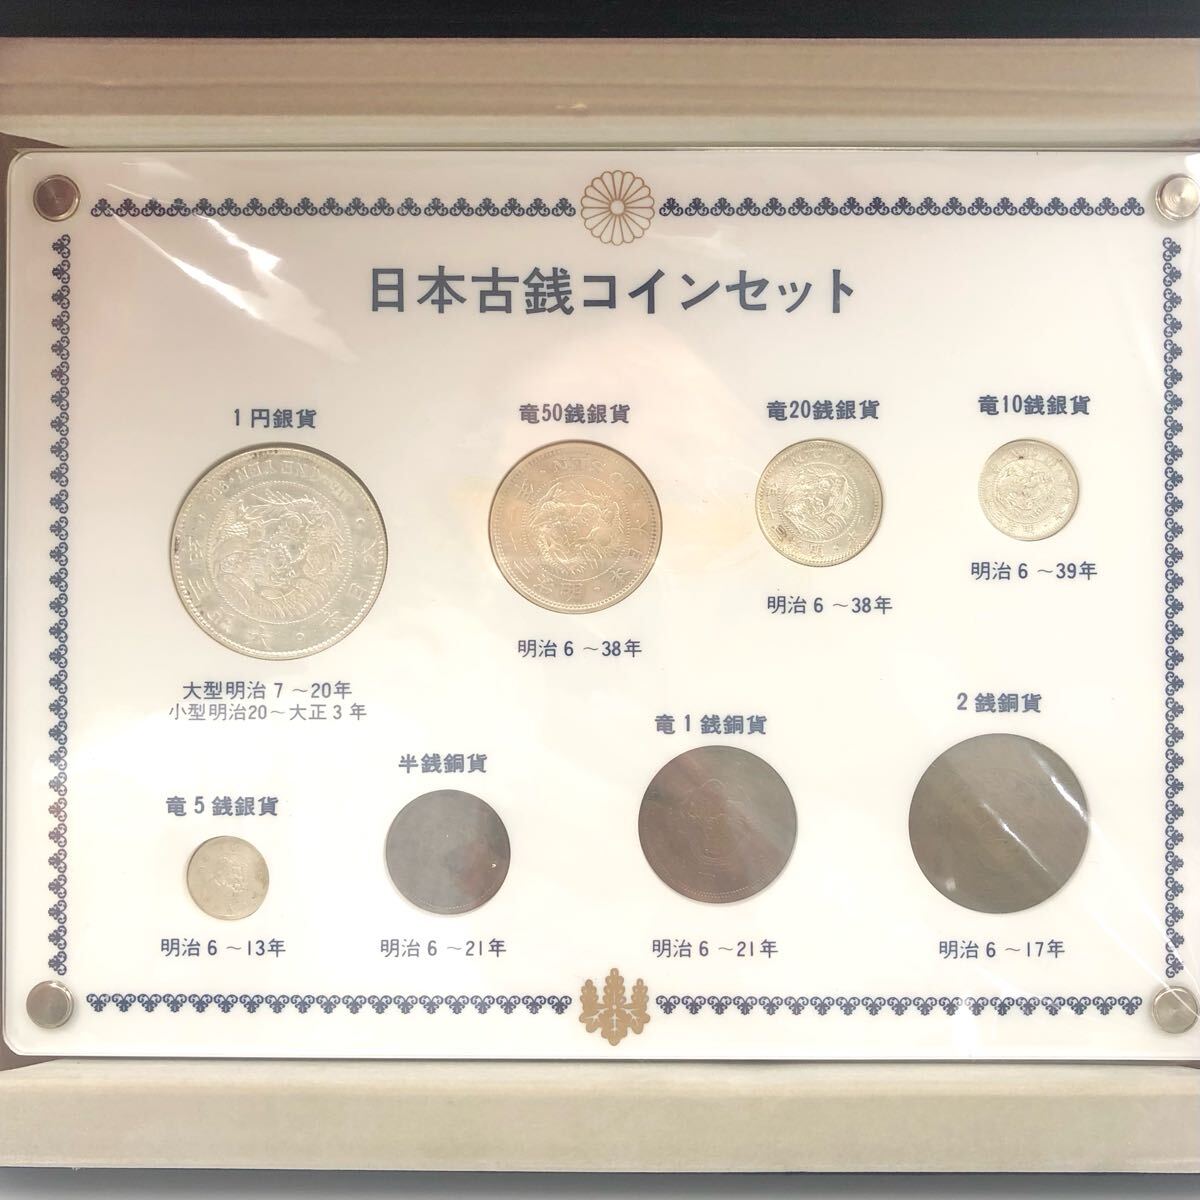 日本古銭コインセット
1円銀貨
竜50銭銀貨
竜20銭銀貨
竜10銭銀貨
明治6～39年
明治6～38年
明治6～38年
大型明治7～20年
小型明治20～大正3年
竜5銭銀貨
半銭銅貨
竜1銭銅貨
2銭銅貨
明治6～13年
明治6～21年
明治6～21年
明治6～17年